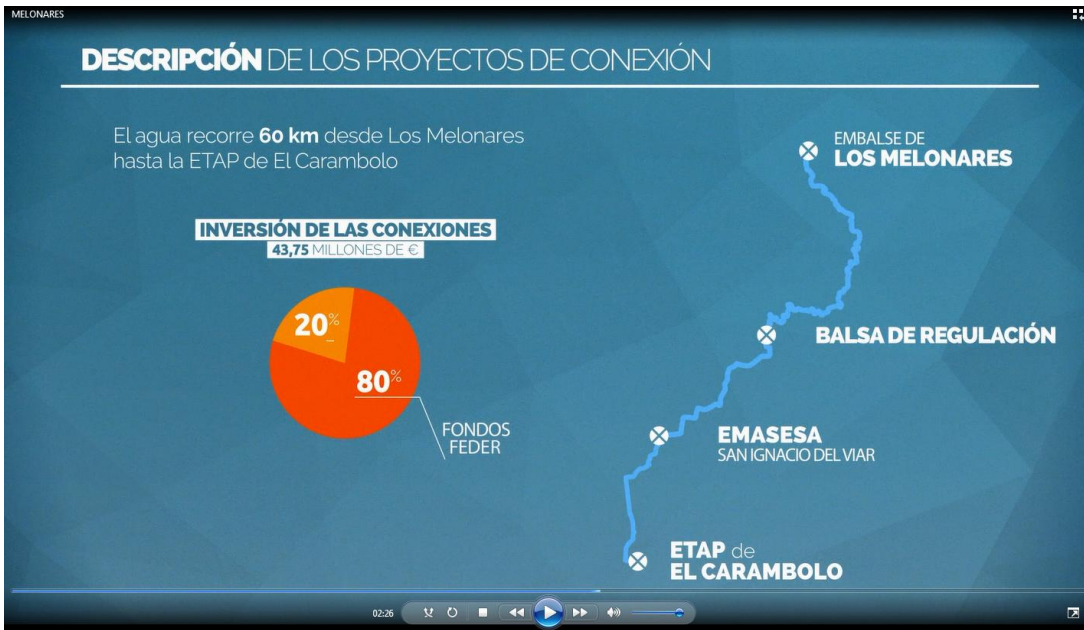 MELONARES
DESCRIPCIÓN DE LOS PROYECTOS DE CONEXIÓN
El agua recorre 60 km desde Los Melonares
hasta la ETAP de El Carambolo
INVERSIÓN DE LAS CONEXIONES
43,75 MILLONES DE €
20%
80%
FONDOS
FEDER
EMBALSE DE
LOS MELONARES
BALSA DE REGULACIÓN
EMASESA
SAN IGNACIO DEL VIAR
ETAP de
EL CARAMBOLO
02:26